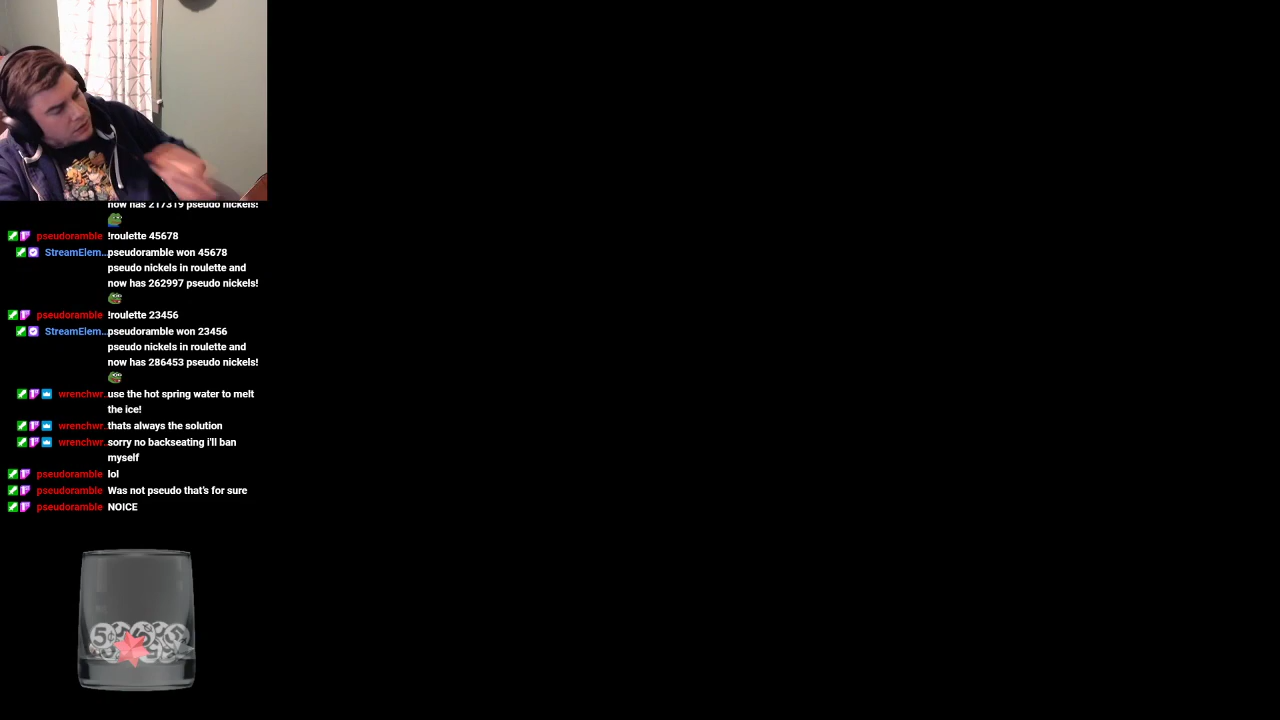 now has 217319 pseudo nickels!
pseudoramble !roulette 45678
StreamElem... pseudoramble won 45678
pseudo nickels in roulette and
now has 262997 pseudo nickels!
pseudoramble !roulette 23456
StreamElem... pseudoramble won 23456
pseudo nickels in roulette and
now has 286453 pseudo nickels!
wrenchwr... use the hot spring water to melt
the ice!
wrenchwr... thats always the solution
wrenchwr... sorry no backseating i'll ban
myself
pseudoramble lol
pseudoramble Was not pseudo that's for sure
pseudoramble NOICE
5¢